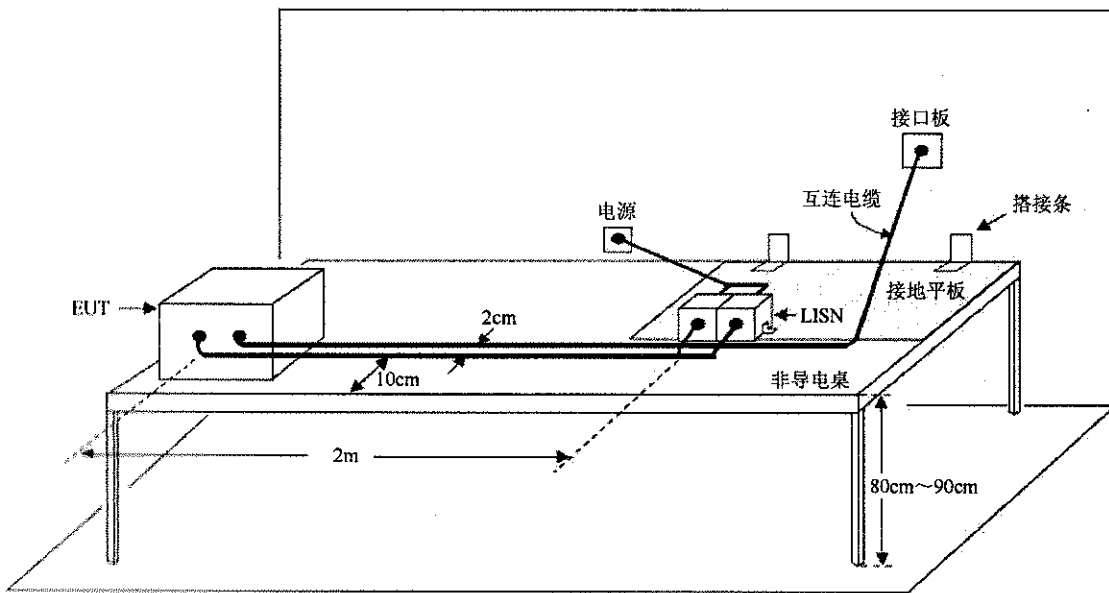 接口板
互连电缆
电源
搭接条
接地平板
EUT
LISN
2cm
10cm
非导电桌
2m
80cm～90cm